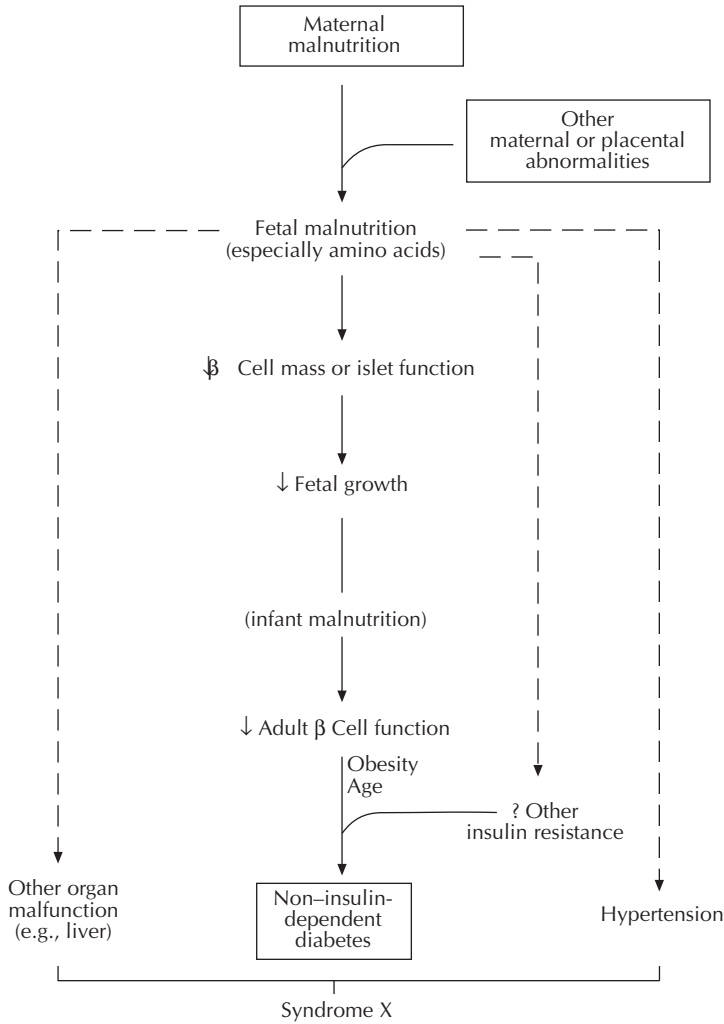 Maternal
malnutrition
Other
maternal or placental
abnormalities
Fetal malnutrition
(especially amino acids)
↓β Cell mass or islet function
↓ Fetal growth
(infant malnutrition)
↓ Adult β Cell function
Obesity
Age
? Other
insulin resistance
Other organ
malfunction
(e.g., liver)
Non–insulin-
dependent
diabetes
Hypertension
Syndrome X